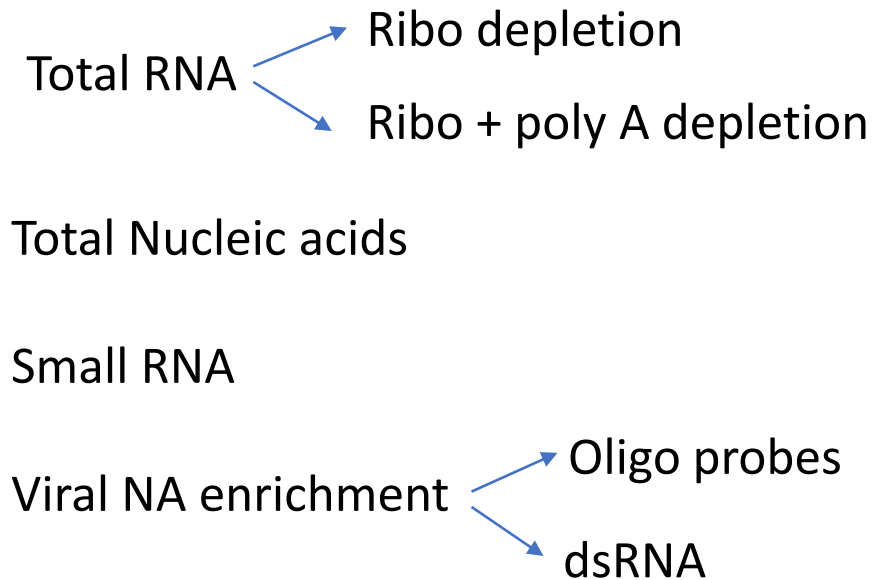 Total RNA
Ribo depletion
Ribo + poly A depletion
Total Nucleic acids
Small RNA
Viral NA enrichment
Oligo probes
dsRNA